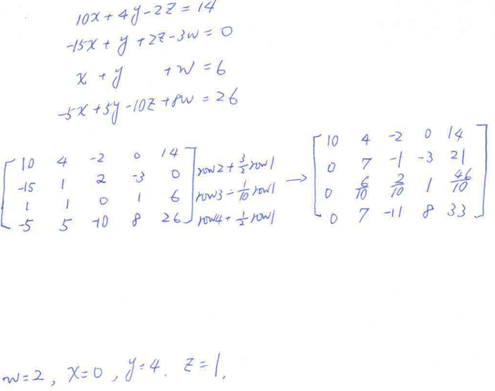 10x + 4y - 2z = 14
-15x + y + 2z - 3w = 0
x + y + w = 6
-5x + 5y - 10z + 8w = 26
10 4 -2 0 14
-15 1 2 -3 0 row2 + 3/2 row1
1 1 0 1 6 row3 - 1/10 row1
-5 5 -10 8 26 row4 + 1/2 row1
→
10 4 -2 0 14
0 7 -1 -3 21
0 6/10 2/10 1 46/10
0 7 -11 8 33
w=2, x=0, y=4. z=1.